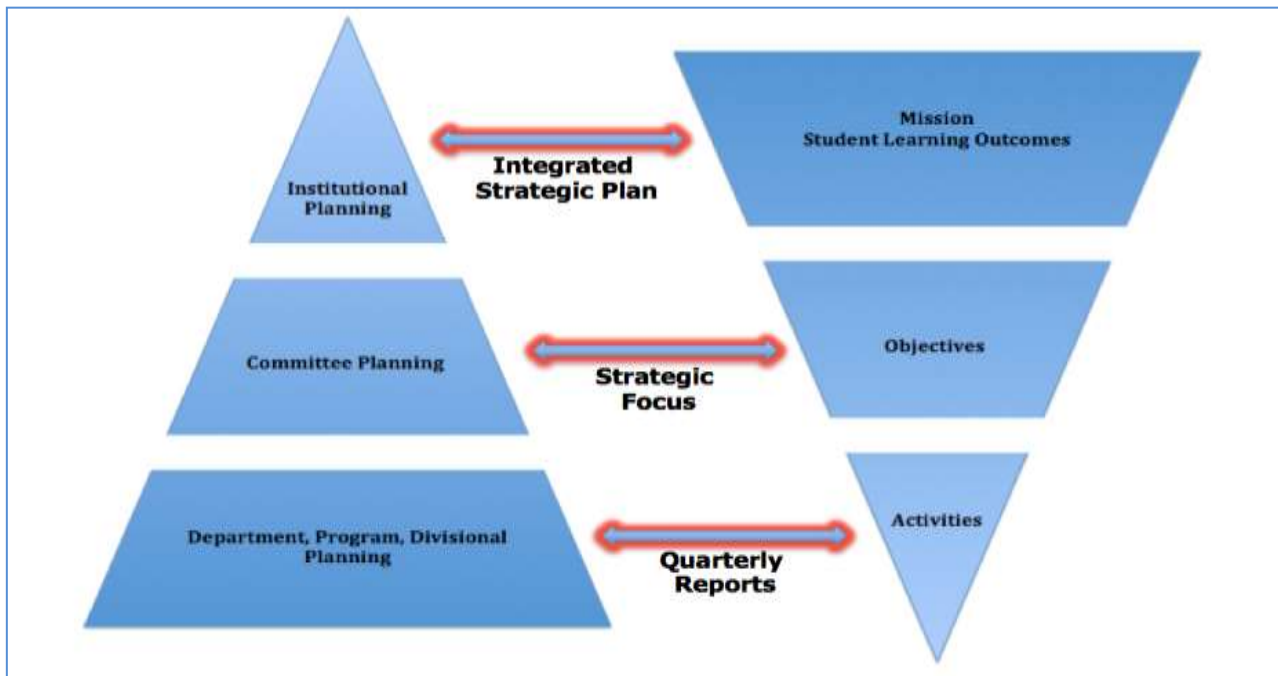 Institutional
Planning
Integrated
Strategic Plan
Mission
Student Learning Outcomes
Committee Planning
Strategic
Focus
Objectives
Department, Program, Divisional
Planning
Quarterly
Reports
Activities